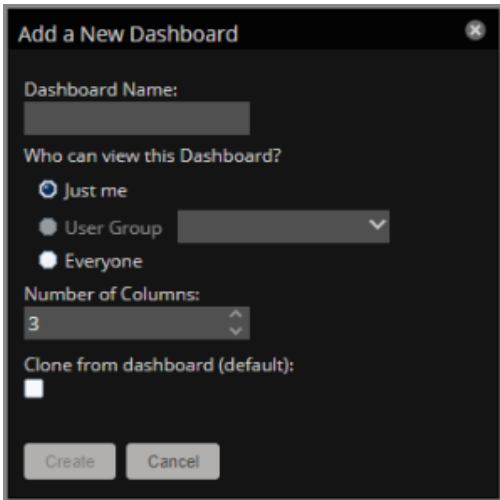 Add a New Dashboard
Dashboard Name:
Who can view this Dashboard?
Just me
User Group
Everyone
Number of Columns:
3
Clone from dashboard (default):
Create Cancel